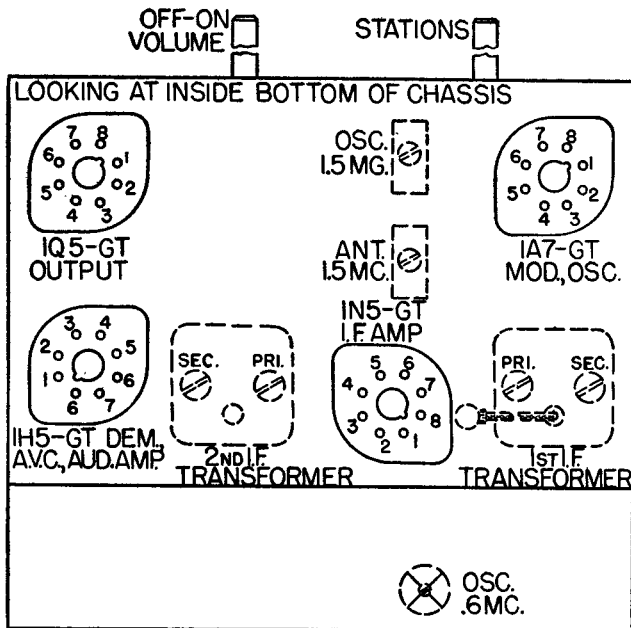 OFF-ON
VOLUME
STATIONS
LOOKING AT INSIDE BOTTOM OF CHASSIS
7 8
6 1
5 2
4 3
1Q5-GT
OUTPUT
OSC.
1.5 MG.
7 8
6 1
5 2
4 3
1A7-GT
MOD., OSC.
ANT.
1.5 MC.
1N5-GT
I.F. AMP
3 4
2 5
1 6
6 7
1H5-GT DEM.,
A.V.C., AUD. AMP.
SEC. PRI.
2ND I.F.
TRANSFORMER
5 6
4 7
3 8
2 1
PRI. SEC.
1ST I.F.
TRANSFORMER
OSC.
.6 MC.